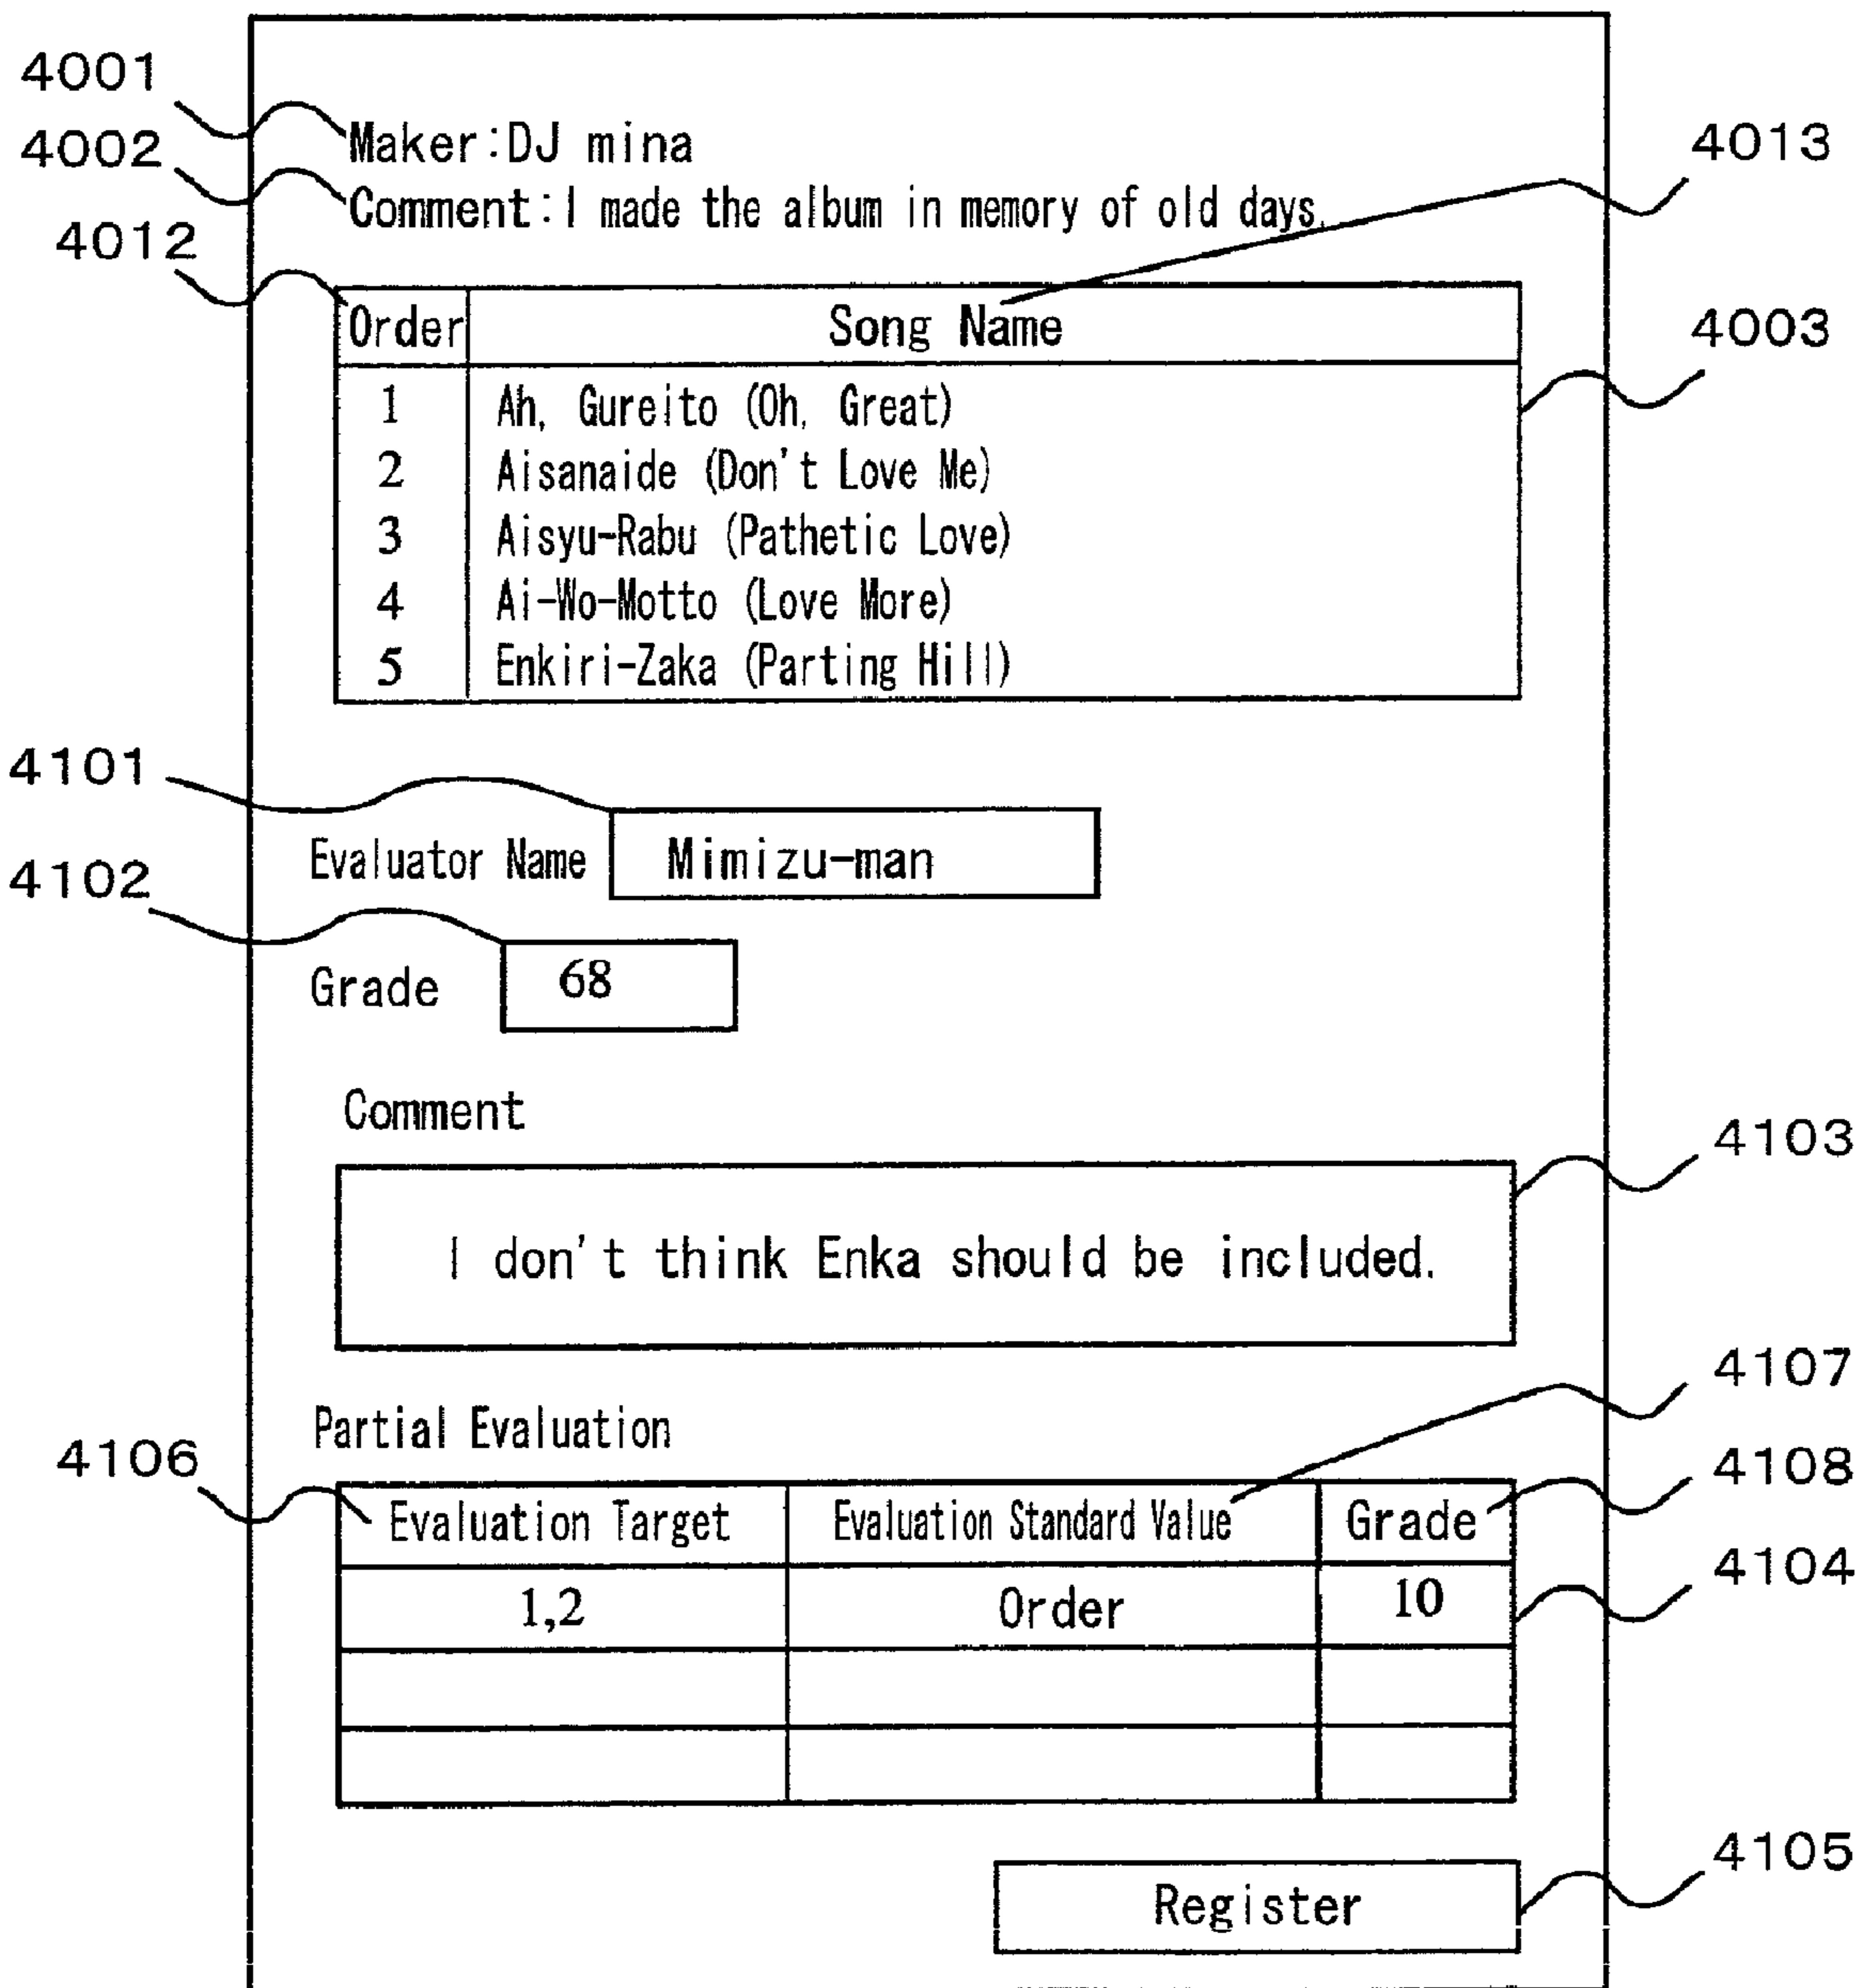 4001
Maker:DJ mina
4013
4002
Comment:I made the album in memory of old days.
4012
Order Song Name
4003
1 Ah, Gureito (Oh, Great)
2 Aisanaide (Don't Love Me)
3 Aisyu-Rabu (Pathetic Love)
4 Ai-Wo-Motto (Love More)
5 Enkiri-Zaka (Parting Hill)
4101
Evaluator Name Mimizu-man
4102
Grade 68
Comment
4103
I don't think Enka should be included.
4107
Partial Evaluation
4106
4108
Evaluation Target Evaluation Standard Value Grade
4104
1,2 Order 10
4105
Register